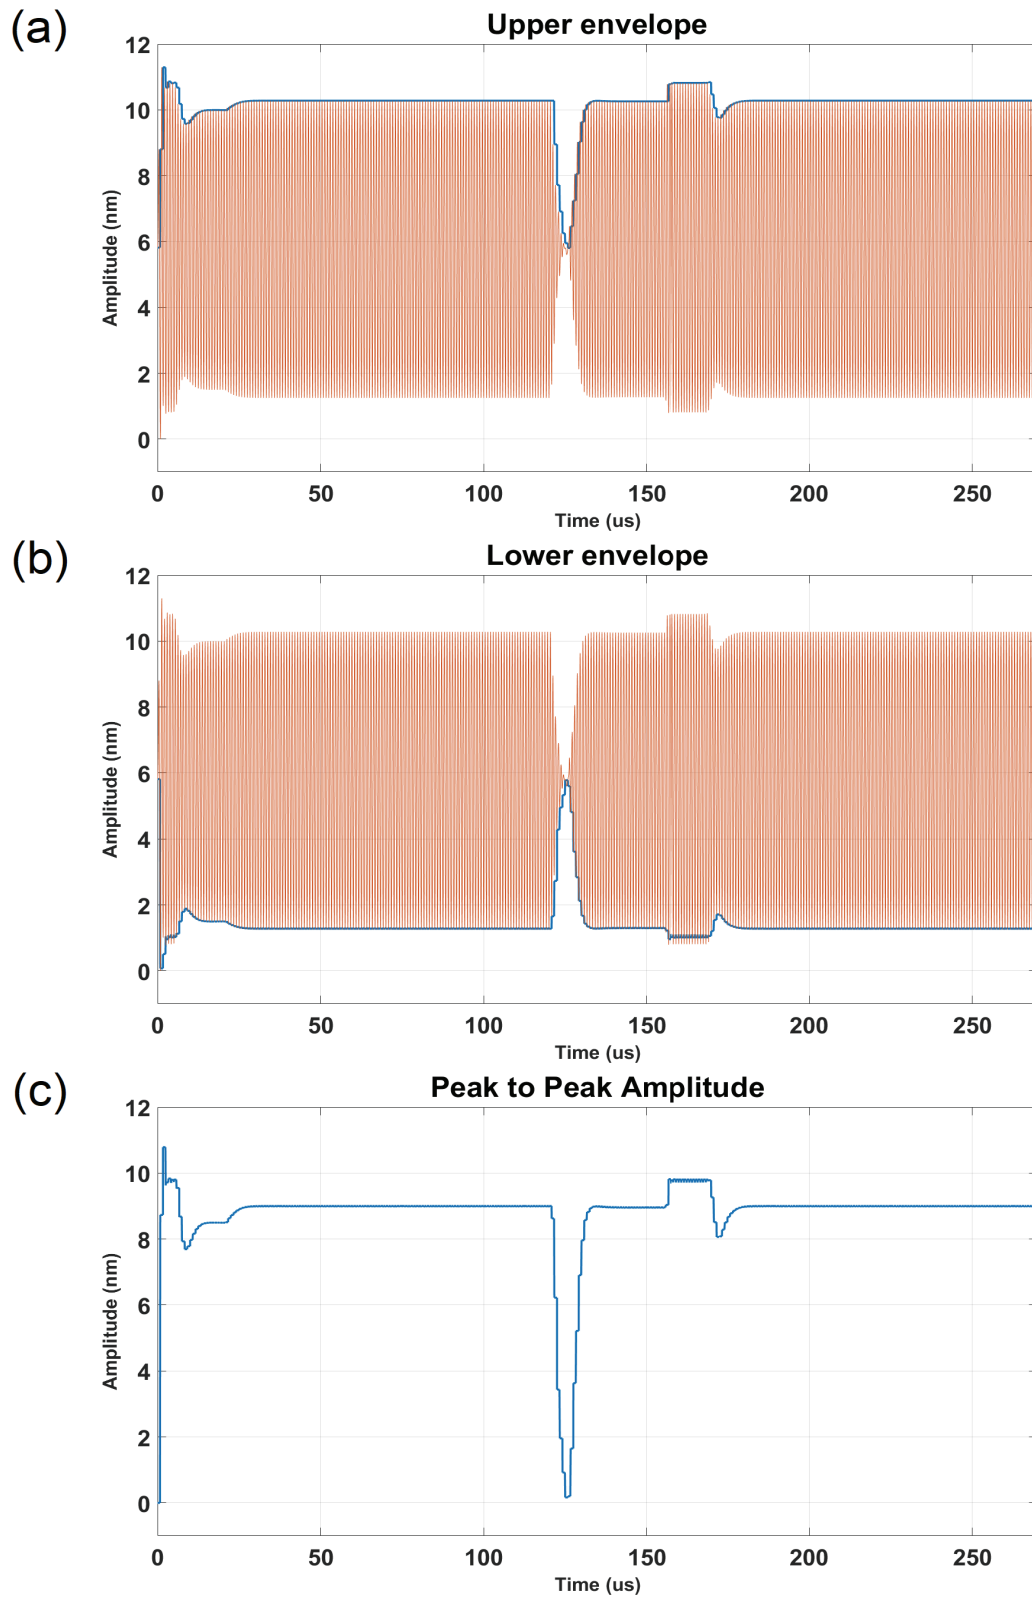 (a)
Upper envelope
12
10
8
6
4
2
0
Amplitude (nm)
0 50 100 150 200 250
Time (us)
(b)
Lower envelope
12
10
8
6
4
2
0
Amplitude (nm)
0 50 100 150 200 250
Time (us)
(c)
Peak to Peak Amplitude
12
10
8
6
4
2
0
Amplitude (nm)
0 50 100 150 200 250
Time (us)